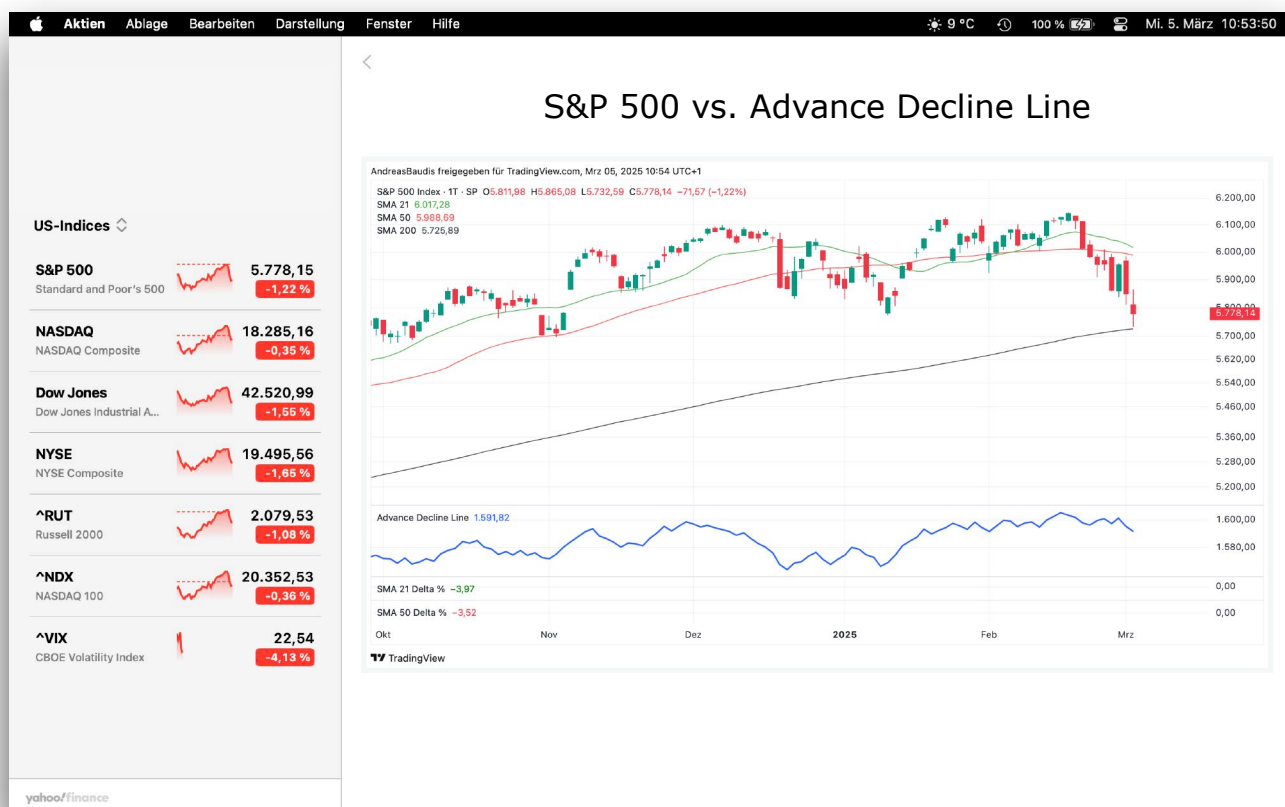 Aktien Ablage Bearbeiten Darstellung Fenster Hilfe 9 °C 100 % Mi. 5. März 10:53:50
S&P 500 vs. Advance Decline Line
US-Indices
S&P 500 5.778,15
Standard and Poor's 500 -1,22 %
NASDAQ 18.285,16
NASDAQ Composite -0,35 %
Dow Jones 42.520,99
Dow Jones Industrial A... -1,55 %
NYSE 19.495,56
NYSE Composite -1,65 %
^RUT 2.079,53
Russell 2000 -1,08 %
^NDX 20.352,53
NASDAQ 100 -0,36 %
^VIX 22,54
CBOE Volatility Index -4,13 %
yahoo!finance
AndreasBaudis freigegeben für TradingView.com, Mrz 05, 2025 10:54 UTC+1
S&P 500 Index · 1T · SP O5.811,98 H5.865,08 L5.732,59 C5.778,14 −71,57 (−1,22%)
SMA 21 6.017,28
SMA 50 5.988,69
SMA 200 5.725,89
6.200,00
6.100,00
6.000,00
5.900,00
5.800,00
5.778,14
5.700,00
5.620,00
5.540,00
5.460,00
5.360,00
5.280,00
5.200,00
Advance Decline Line 1.591,82
1.600,00
1.580,00
SMA 21 Delta % −3,97 0,00
SMA 50 Delta % −3,52 0,00
Okt Nov Dez 2025 Feb Mrz
TradingView